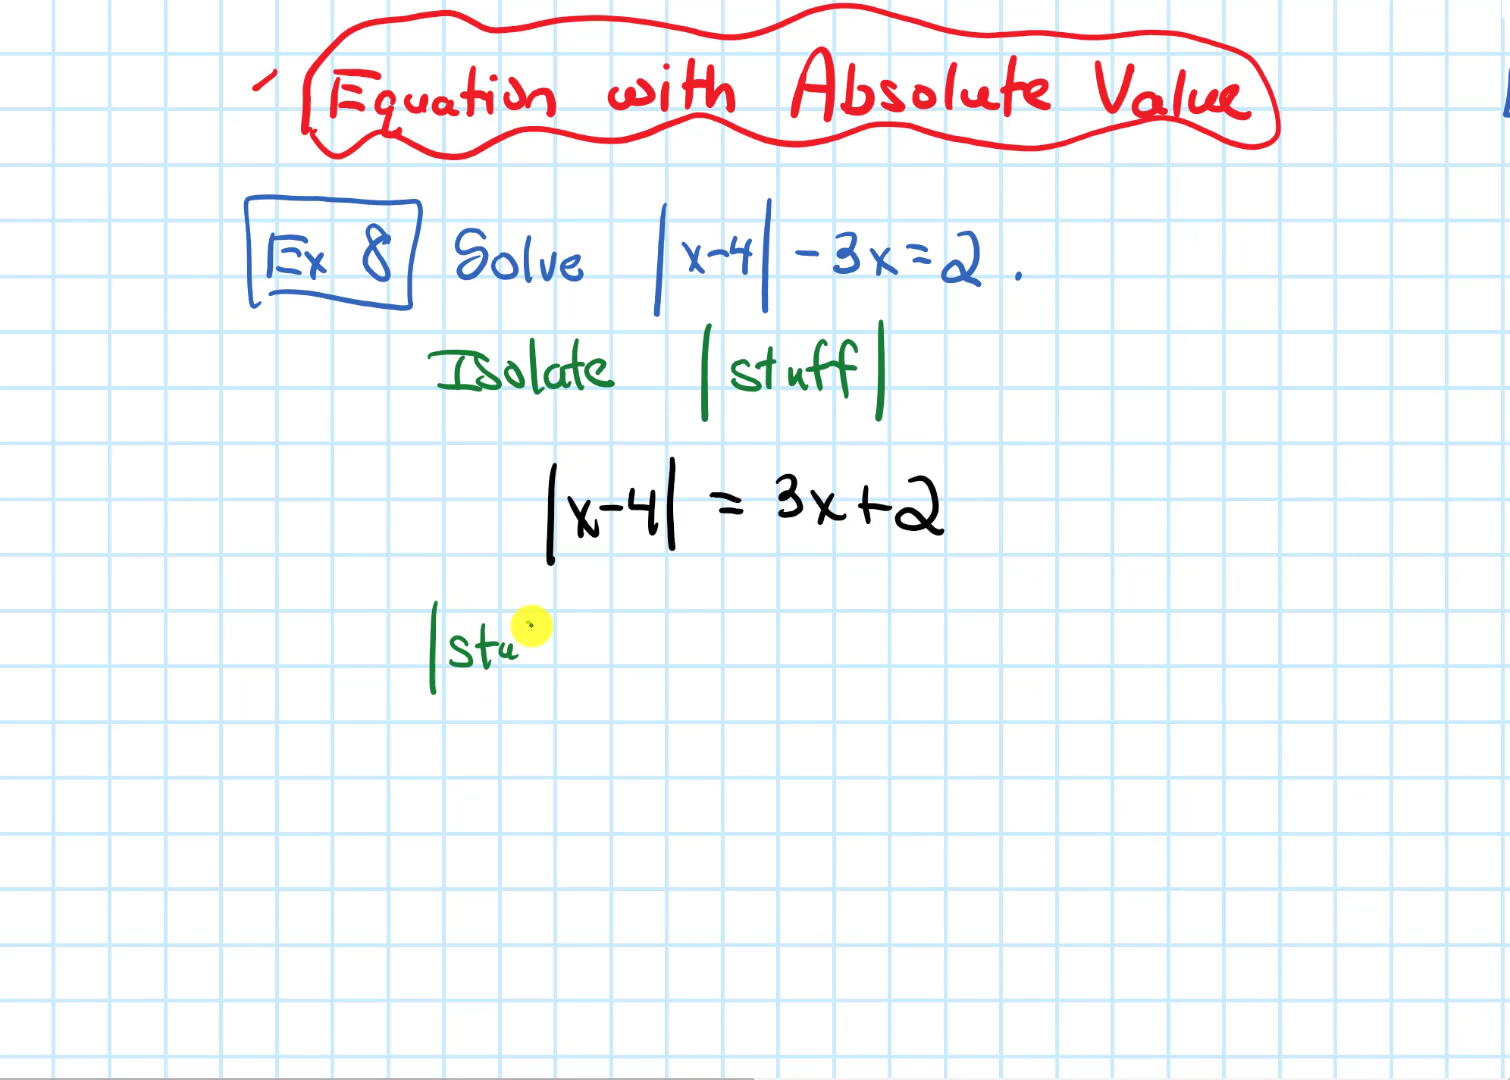 Equation with Absolute Value
Ex 8 Solve |x-4| - 3x = 2 .
Isolate |stuff|
|x-4| = 3x+2
|stu